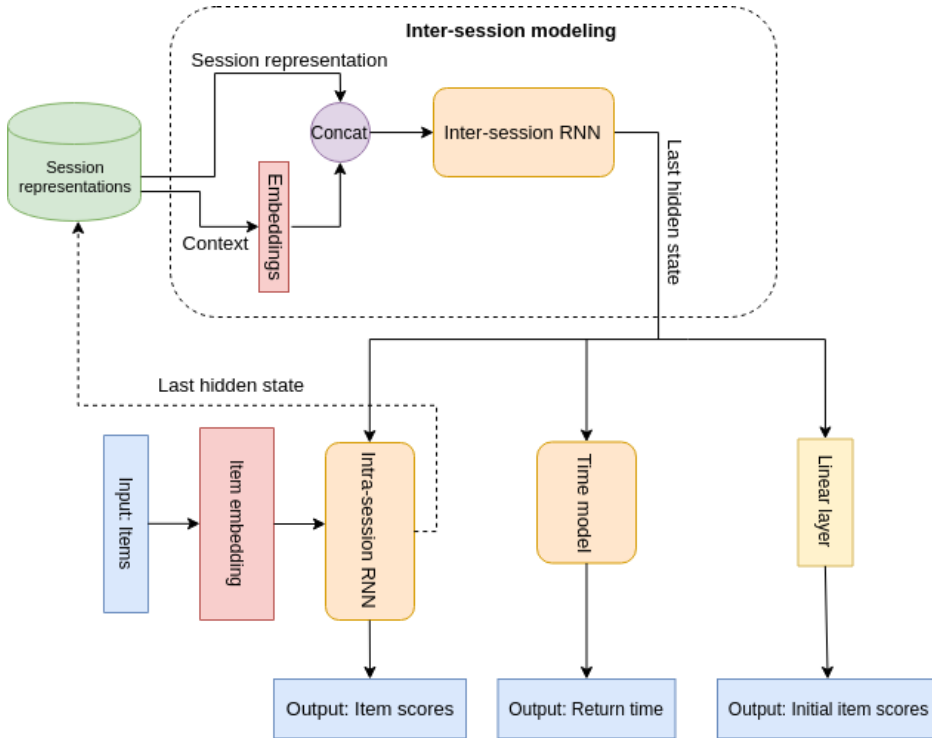 Inter-session modeling
Session representation
Concat
Inter-session RNN
Session
representations
Embeddings
Context
Last hidden state
Last hidden state
Input: Items
Item embedding
Intra-session RNN
Time model
Linear
layer
Output: Item scores
Output: Return time
Output: Initial item scores